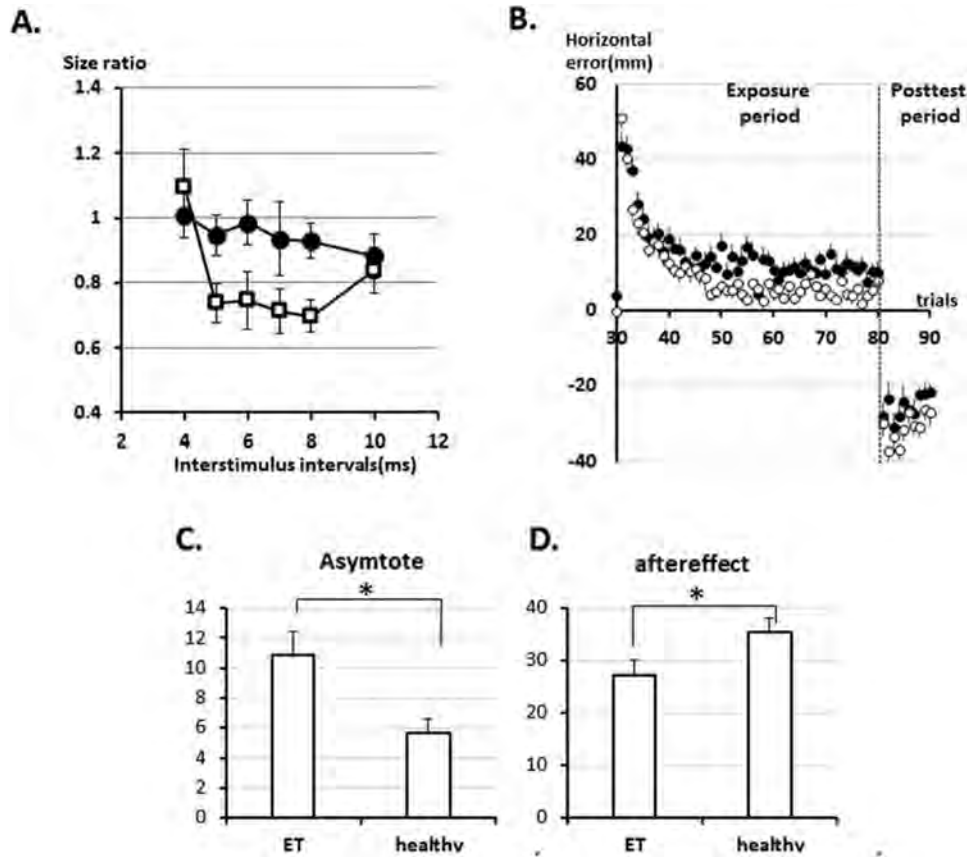 A.
Size ratio
1.4
1.2
1
0.8
0.6
0.4
2 4 6 8 10 12
Interstimulus intervals(ms)
B.
Horizontal
error(mm)
60
40
20
0
-20
-40
Exposure
period
Posttest
period
trials
30 40 50 60 70 80 90
C.
Asymtote
*
14
12
10
8
6
4
2
0
ET healthy
D.
aftereffect
*
40
30
20
10
0
ET healthy